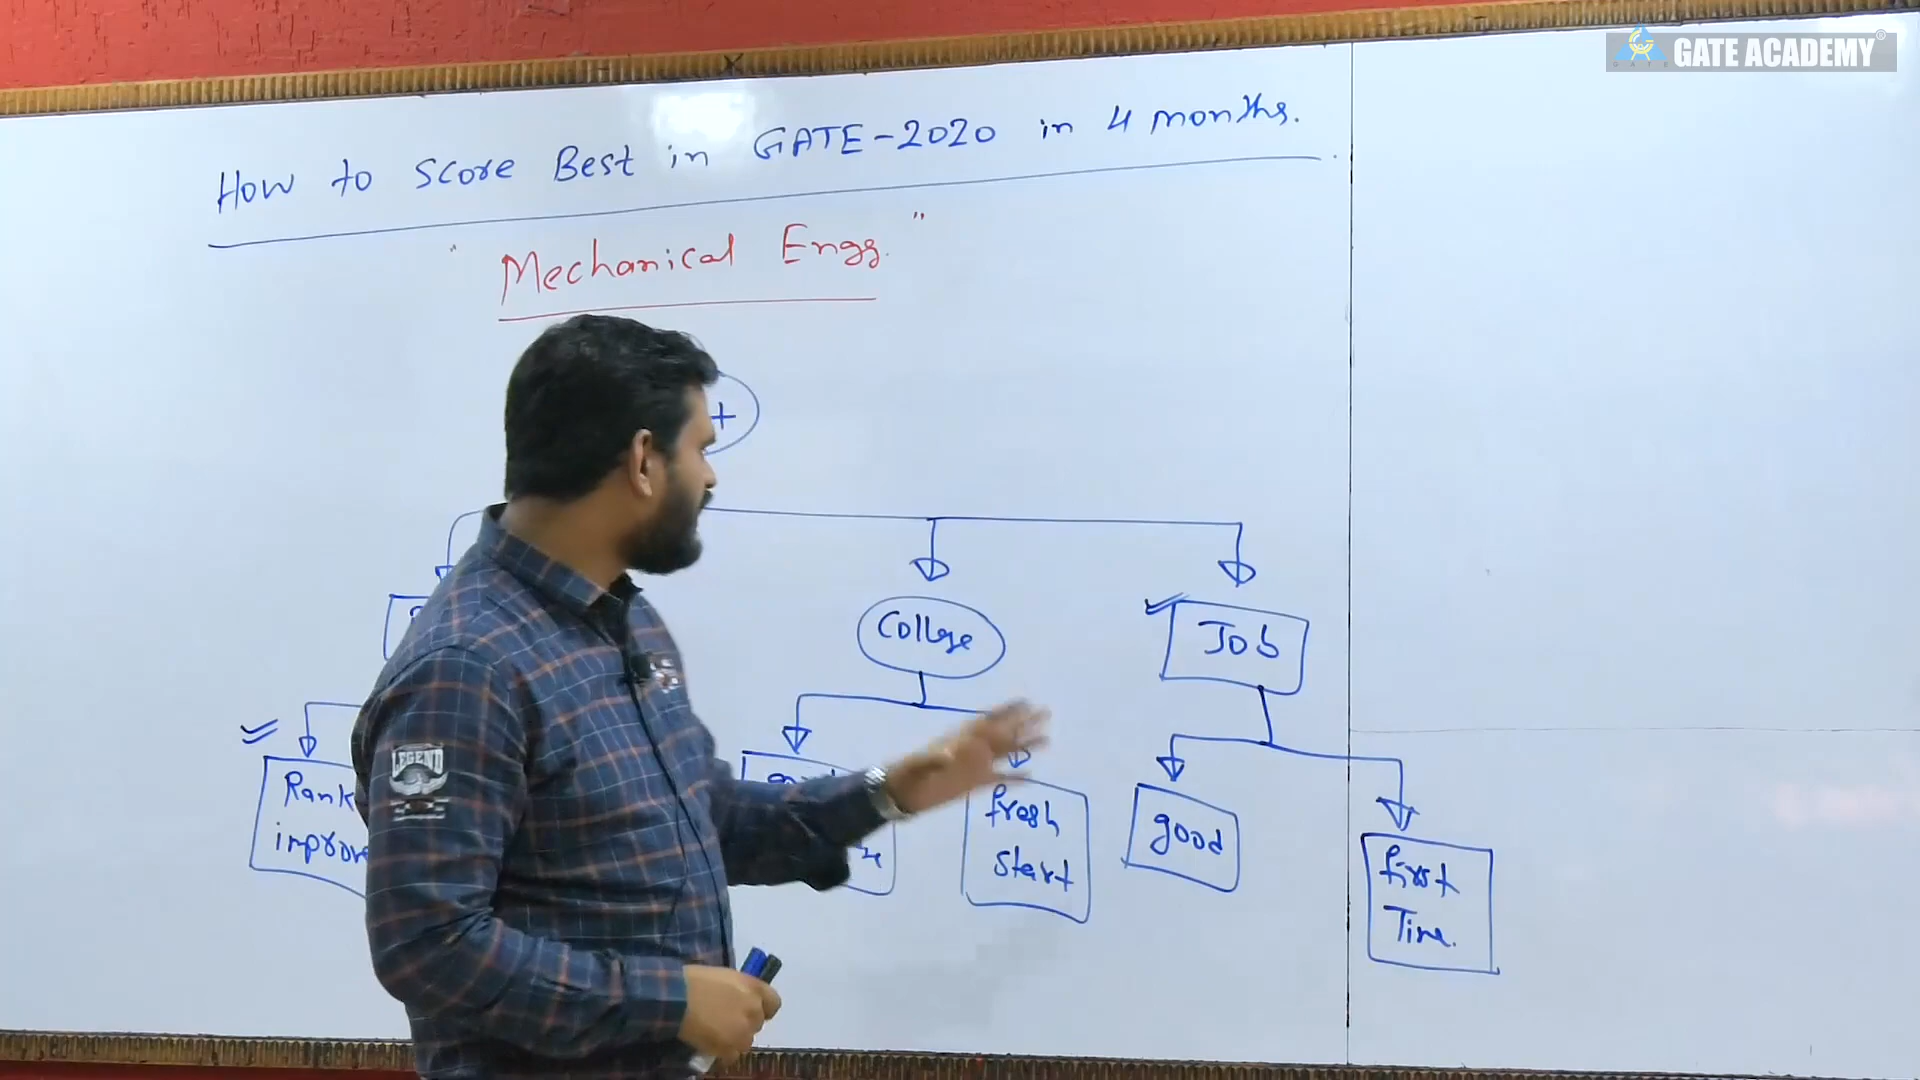 GATE ACADEMY
How to Score Best in GATE-2020 in 4 months.
" Mechanical Engg. "
+
College
Job
Rank
improve
fresh
start
good
first
Time.
LEGEND